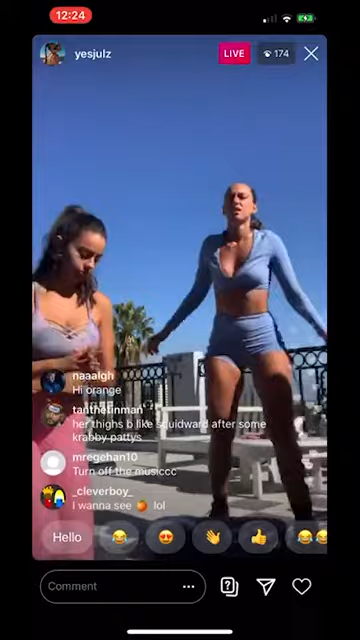 12:24
yesjulz
LIVE
174
naaalgh
Hi orange
tanthetinman
her thighs b like squidward after some
krabby pattys
mregehan10
Turn off the musiccc
_cleverboy_
I wanna see 🍑 lol
Hello
Comment